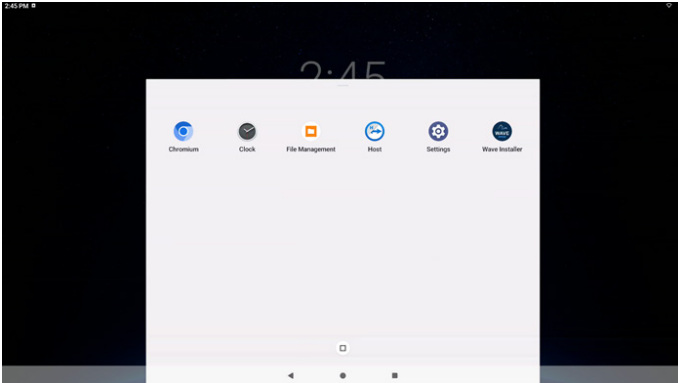 2:45 PM
2:45
Chromium
Clock
File Management
Host
Settings
WAVE
Wave Installer